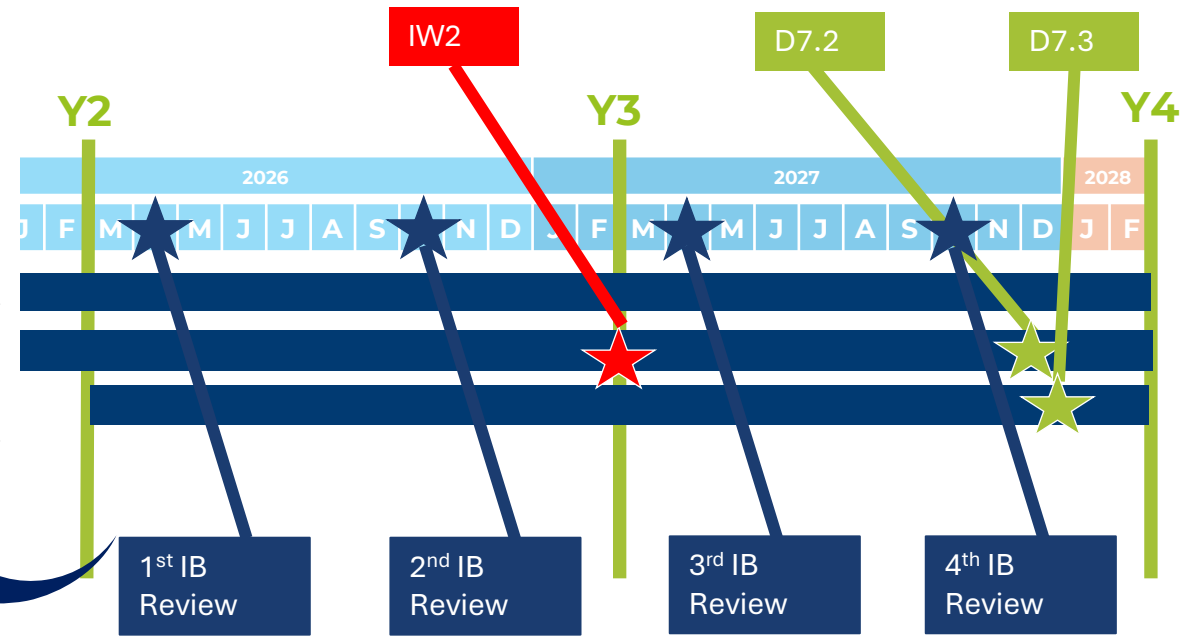 IW2
D7.2
D7.3
Y2
Y3
Y4
2026
2027
2028
J F M M J J A S N D J F M M J J A S N D J F
1st IB
Review
2nd IB
Review
3rd IB
Review
4th IB
Review